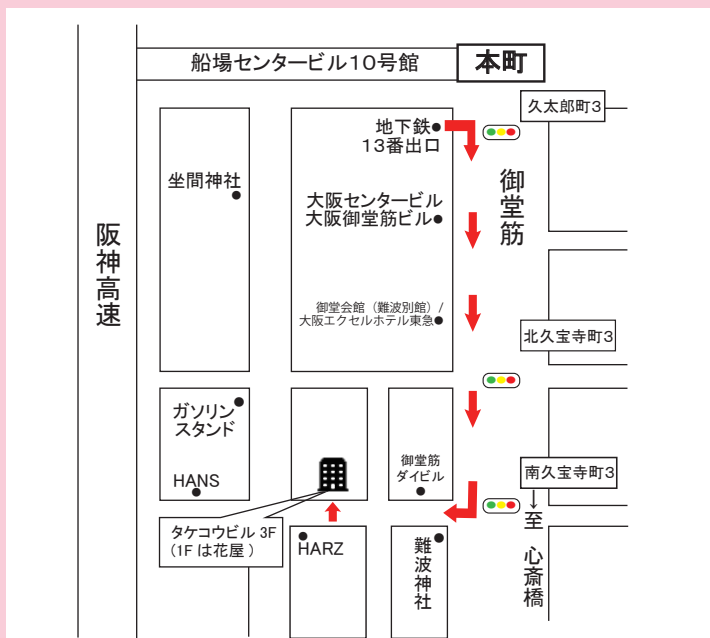 船場センタービル10号館
本町
久太郎町3
地下鉄
13番出口
坐間神社
大阪センタービル
大阪御堂筋ビル
御堂筋
阪神高速
御堂会館（難波別館）/
大阪エクセルホテル東急
北久宝寺町3
ガソリン
スタンド
HANS
御堂筋
ダイビル
南久宝寺町3
タケコウビル 3F
(1F は花屋 )
HARZ
難波神社
↓至 心斎橋